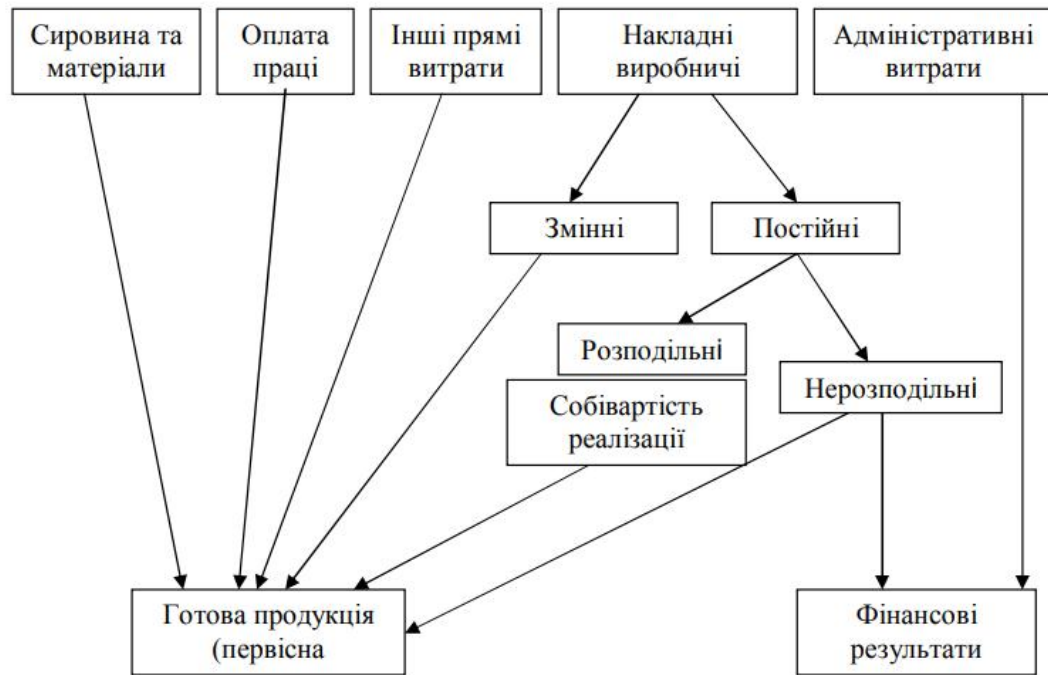 Сировина та
матеріали
Оплата
праці
Інші прямі
витрати
Накладні
виробничі
Адміністративні
витрати
Змінні
Постійні
Розподільні
Нерозподільні
Собівартість
реалізації
Готова продукція
(первісна
Фінансові
результати